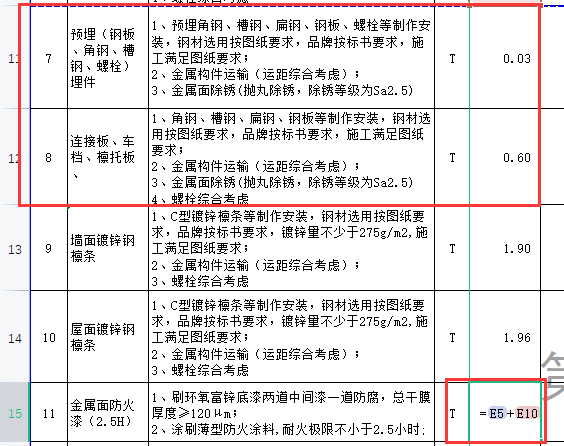 11
7
预埋（钢板
、角钢、槽
钢、螺栓）
埋件
1、预埋角钢、槽钢、扁钢、钢板、螺栓等制作安
装，钢材选用按图纸要求，品牌按标书要求，施
工满足图纸要求；
2、金属构件运输（运距综合考虑）；
3、金属面除锈(抛丸除锈，除锈等级为Sa2.5)
T
0.03
12
8
连接板、车
档、檩托板
、
1、角钢、槽钢、扁钢、钢板等制作安装，钢材选
用按图纸要求，品牌按标书要求，施工满足图纸要
求；
2、金属构件运输（运距综合考虑）；
3、金属面除锈(抛丸除锈，除锈等级为Sa2.5)
4、螺栓综合考虑
T
0.60
13
9
墙面镀锌钢
檩条
1、C型镀锌檩条等制作安装，钢材选用按图纸要
求，品牌按标书要求，镀锌量不少于275g/m2,施
工满足图纸要求；
2、金属构件运输（运距综合考虑）；
3、螺栓综合考虑
T
1.90
14
10
屋面镀锌钢
檩条
1、C型镀锌檩条等制作安装，钢材选用按图纸要
求，品牌按标书要求，镀锌量不少于275g/m2,施
工满足图纸要求；
2、金属构件运输（运距综合考虑）；
3、螺栓综合考虑
T
1.96
15
11
金属面防火
漆（2.5H）
1、刷环氧富锌底漆两道中间漆一道防腐，总干膜
厚度≥120μm；
2、涂刷薄型防火涂料,耐火极限不小于2.5小时;
T
=E5+E10